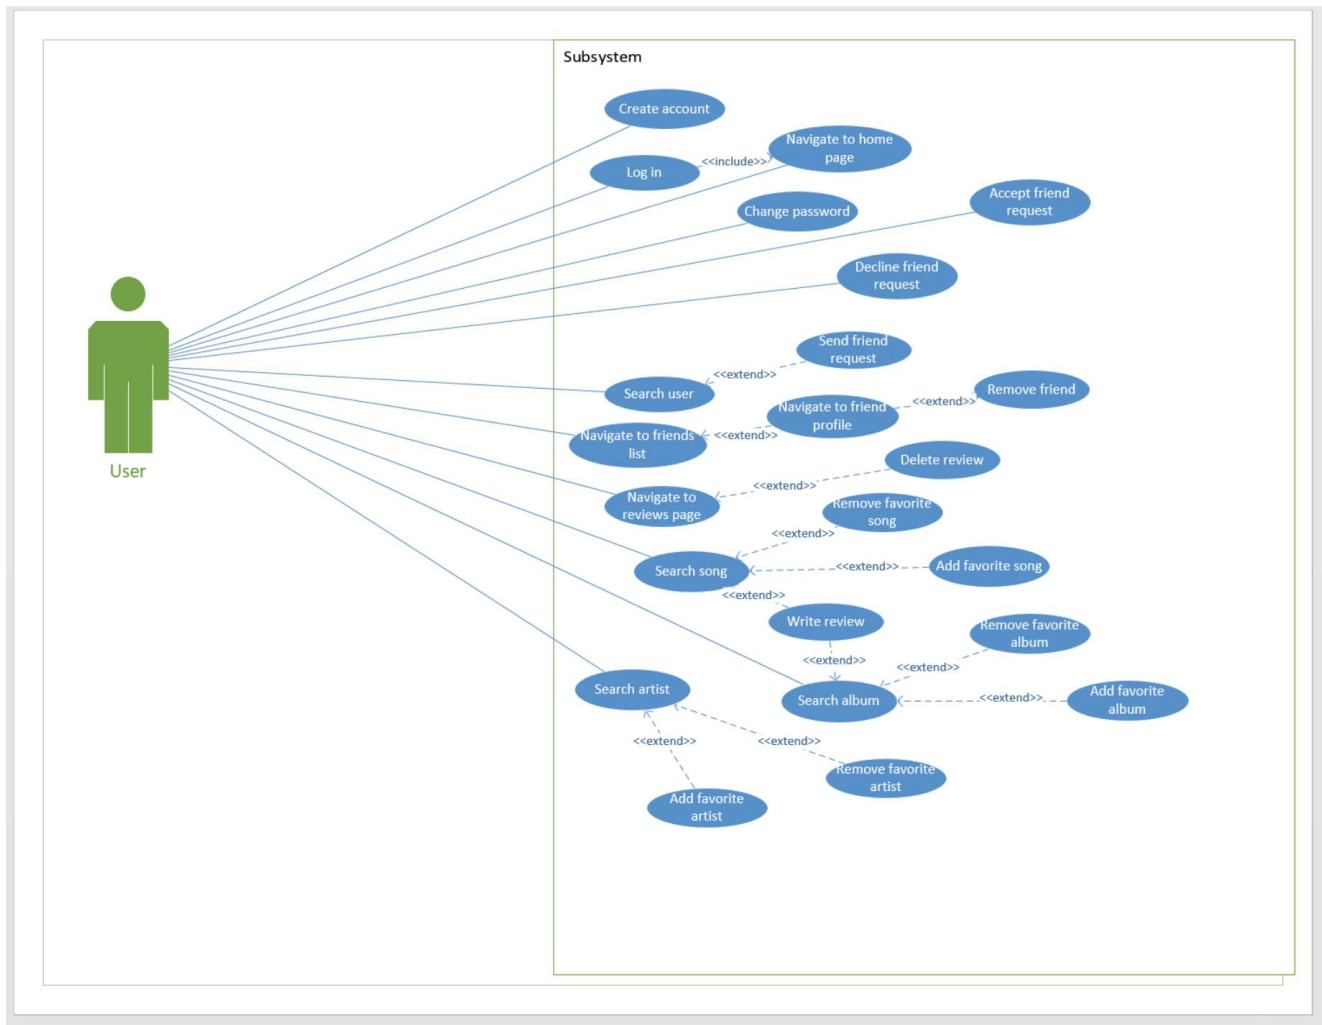 Subsystem
Create account
Navigate to home
page
<<include>>
Log in
Accept friend
request
Change password
Decline friend
request
Send friend
request
<<extend>>
Search user
Remove friend
<<extend>>
Navigate to friend
profile
<<extend>>
Navigate to friends
list
User
Delete review
<<extend>>
Navigate to
reviews page
Remove favorite
song
<<extend>>
Search song
<<extend>>
Add favorite song
<<extend>>
Write review
Remove favorite
album
<<extend>>
<<extend>>
Search artist
Search album
<<extend>>
Add favorite
album
<<extend>>
<<extend>>
Remove favorite
artist
Add favorite
artist